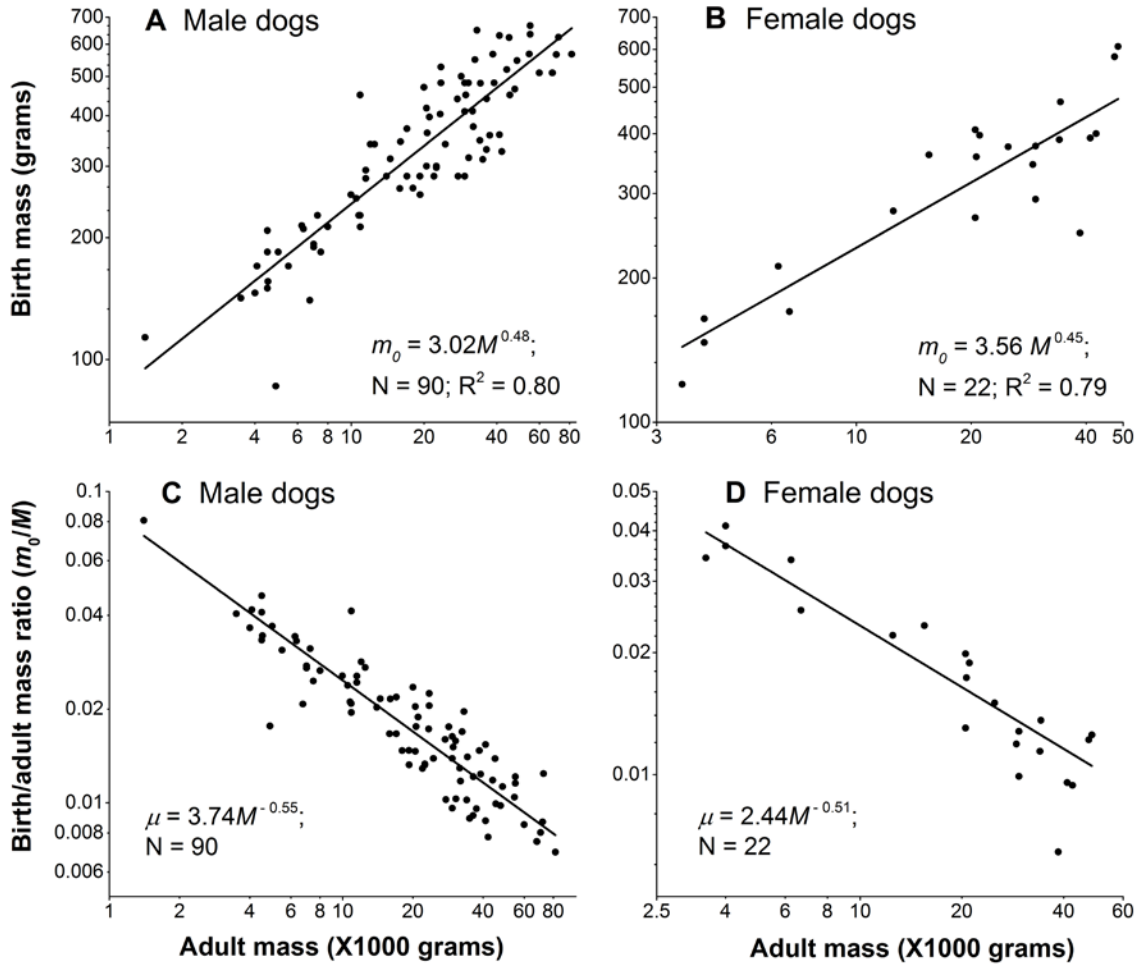 A Male dogs
700
600
500
400
300
200
100
Birth mass (grams)
m₀ = 3.02M^0.48;
N = 90; R² = 0.80
1 2 4 6 8 10 20 40 60 80
B Female dogs
700
600
500
400
300
200
100
m₀ = 3.56 M^0.45;
N = 22; R² = 0.79
3 6 10 20 40 50
C Male dogs
0.1
0.08
0.06
0.04
0.02
0.01
0.008
0.006
Birth/adult mass ratio (m₀/M)
μ = 3.74M^-0.55;
N = 90
1 2 4 6 8 10 20 40 60 80
Adult mass (X1000 grams)
D Female dogs
0.05
0.04
0.03
0.02
0.01
μ = 2.44M^-0.51;
N = 22
2.5 4 6 8 10 20 40 60
Adult mass (X1000 grams)